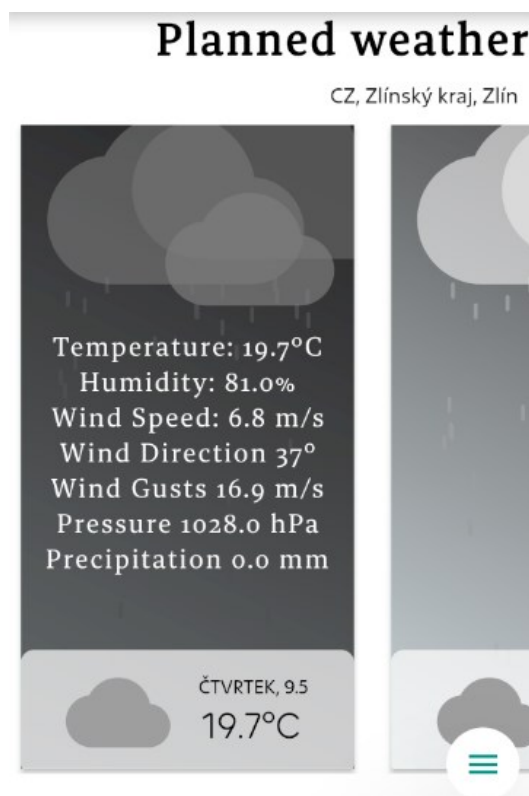 Planned weather
CZ, Zlínský kraj, Zlín
Temperature: 19.7°C
Humidity: 81.0%
Wind Speed: 6.8 m/s
Wind Direction 37°
Wind Gusts 16.9 m/s
Pressure 1028.0 hPa
Precipitation 0.0 mm
ČTVRTEK, 9.5
19.7°C